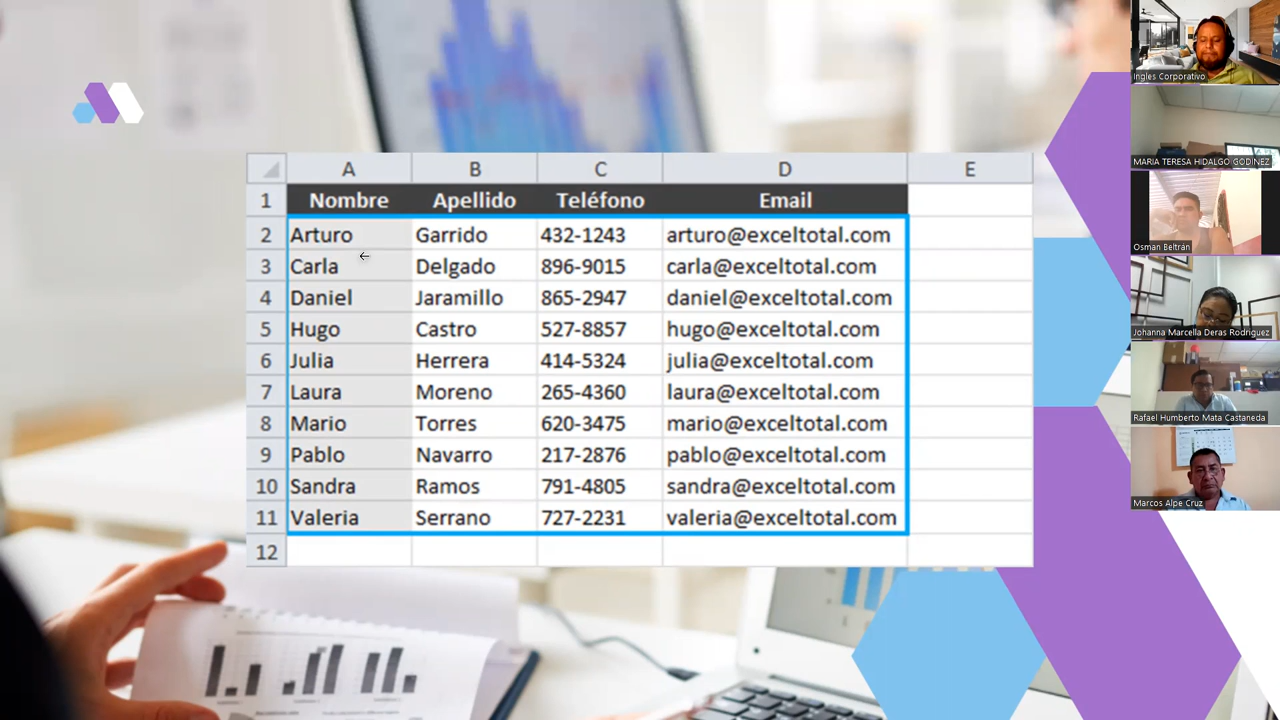 A B C D E
1 Nombre Apellido Teléfono Email
2 Arturo Garrido 432-1243 arturo@exceltotal.com
3 Carla Delgado 896-9015 carla@exceltotal.com
4 Daniel Jaramillo 865-2947 daniel@exceltotal.com
5 Hugo Castro 527-8857 hugo@exceltotal.com
6 Julia Herrera 414-5324 julia@exceltotal.com
7 Laura Moreno 265-4360 laura@exceltotal.com
8 Mario Torres 620-3475 mario@exceltotal.com
9 Pablo Navarro 217-2876 pablo@exceltotal.com
10 Sandra Ramos 791-4805 sandra@exceltotal.com
11 Valeria Serrano 727-2231 valeria@exceltotal.com
12
Ingles Corporativo
MARIA TERESA HIDALGO GODINEZ
Osman Beltrán
Johanna Marcella Deras Rodriguez
Rafael Humberto Mata Castaneda
Marcos Alpe Cruz